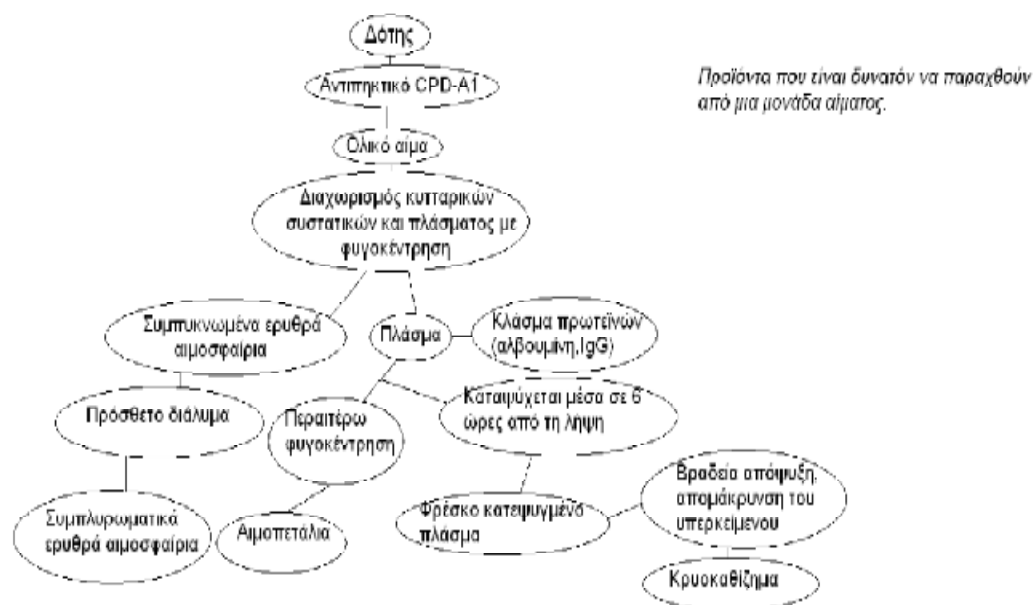 Δότης
Αντιπηκτικό CPD-A1
Προϊόντα που είναι δυνατόν να παραχθούν
από μια μονάδα αίματος.
Ολικό αίμα
Διαχωρισμός κυτταρικών
συστατικών και πλάσματος με
φυγοκέντρηση
Συμπυκνωμένα ερυθρά
αιμοσφαίρια
Πλάσμα
Κλάσμα πρωτεϊνών
(αλβουμίνη,IgG)
Πρόσθετο διάλυμα
Περαιτέρω
φυγοκέντρηση
Καταψύχεται μέσα σε 6
ώρες από τη λήψη
Συμπλυρωματικά
ερυθρά αιμοσφαίρια
Αιμοπετάλια
Φρέσκο κατεψυγμένο
πλάσμα
Βραδεία απόψυξη,
απομάκρυνση του
υπερκείμενου
Κρυοκαθίζημα